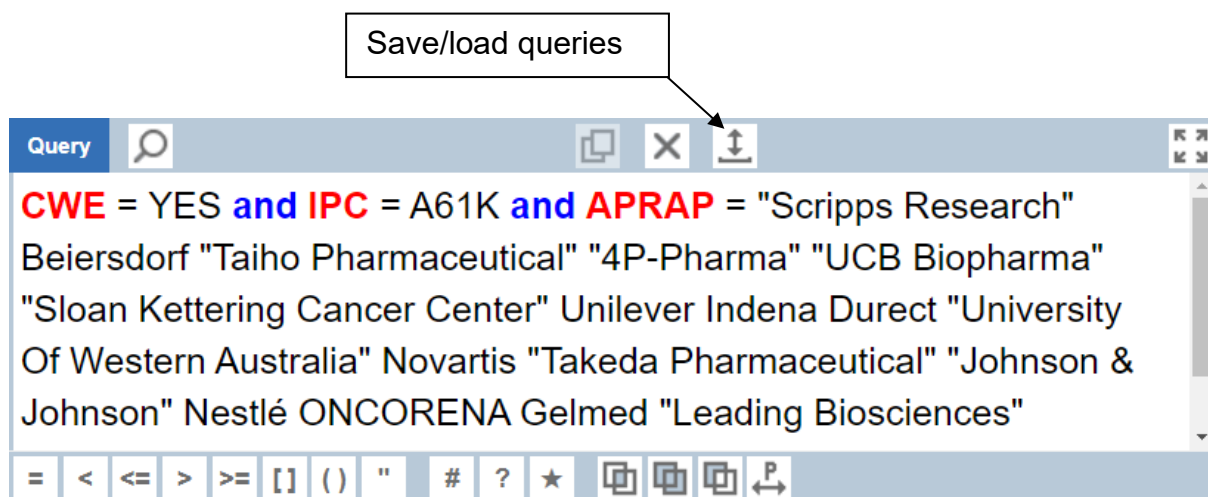 Save/load queries
Query
CWE = YES and IPC = A61K and APRAP = "Scripps Research"
Beiersdorf "Taiho Pharmaceutical" "4P-Pharma" "UCB Biopharma"
"Sloan Kettering Cancer Center" Unilever Indena Durect "University
Of Western Australia" Novartis "Takeda Pharmaceutical" "Johnson &
Johnson" Nestlé ONCORENA Gelmed "Leading Biosciences"
= < <= > >= [ ] ( ) " # ? ★ P